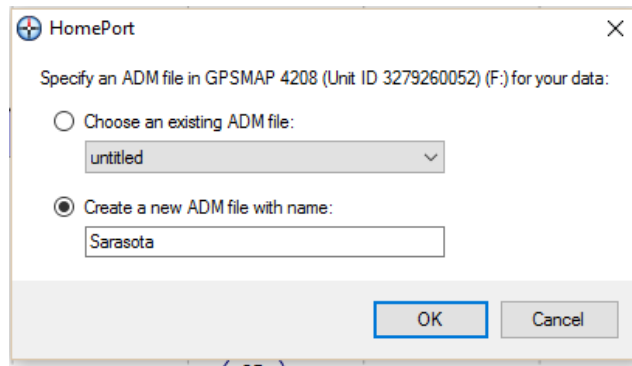 HomePort
Specify an ADM file in GPSMAP 4208 (Unit ID 3279260052) (F:) for your data:
Choose an existing ADM file:
untitled
Create a new ADM file with name:
Sarasota
OK
Cancel